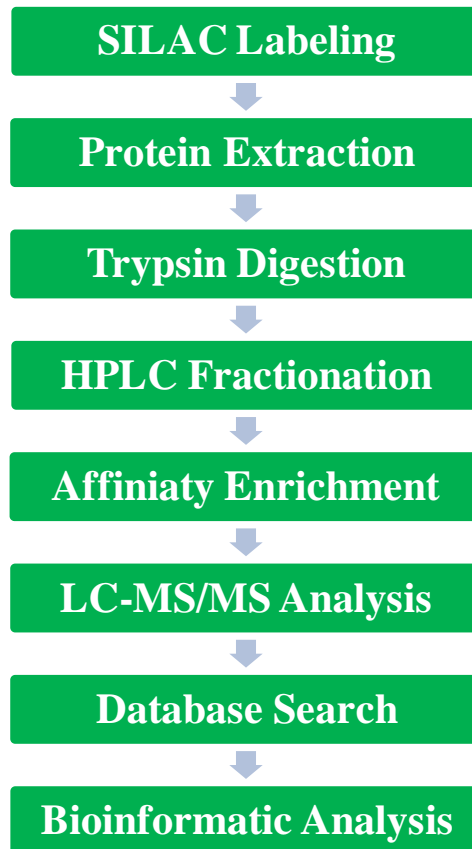 SILAC Labeling
Protein Extraction
Trypsin Digestion
HPLC Fractionation
Affiniaty Enrichment
LC-MS/MS Analysis
Database Search
Bioinformatic Analysis